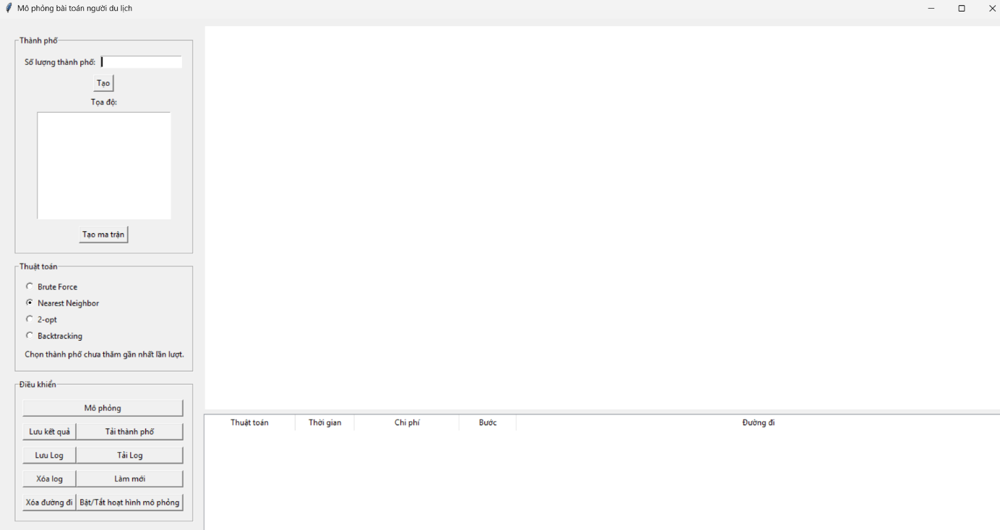 Mô phỏng bài toán người du lịch
Thành phố
Số lượng thành phố:
Tạo
Tọa độ:
Tạo ma trận
Thuật toán
Brute Force
Nearest Neighbor
2-opt
Backtracking
Chọn thành phố chưa thăm gần nhất lần lượt.
Điều khiển
Mô phỏng
Lưu kết quả Tải thành phố
Lưu Log Tải Log
Xóa log Làm mới
Xóa đường đi Bật/Tắt hoạt hình mô phỏng
Thuật toán Thời gian Chi phí Bước Đường đi